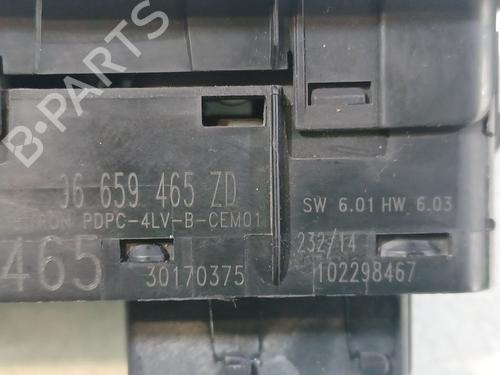 B-PARTS
96 659 465 ZD
TRON PDPC-4LV-B-CEM01
465
30170375
SW 6.01 HW 6.03
232/14
102298467